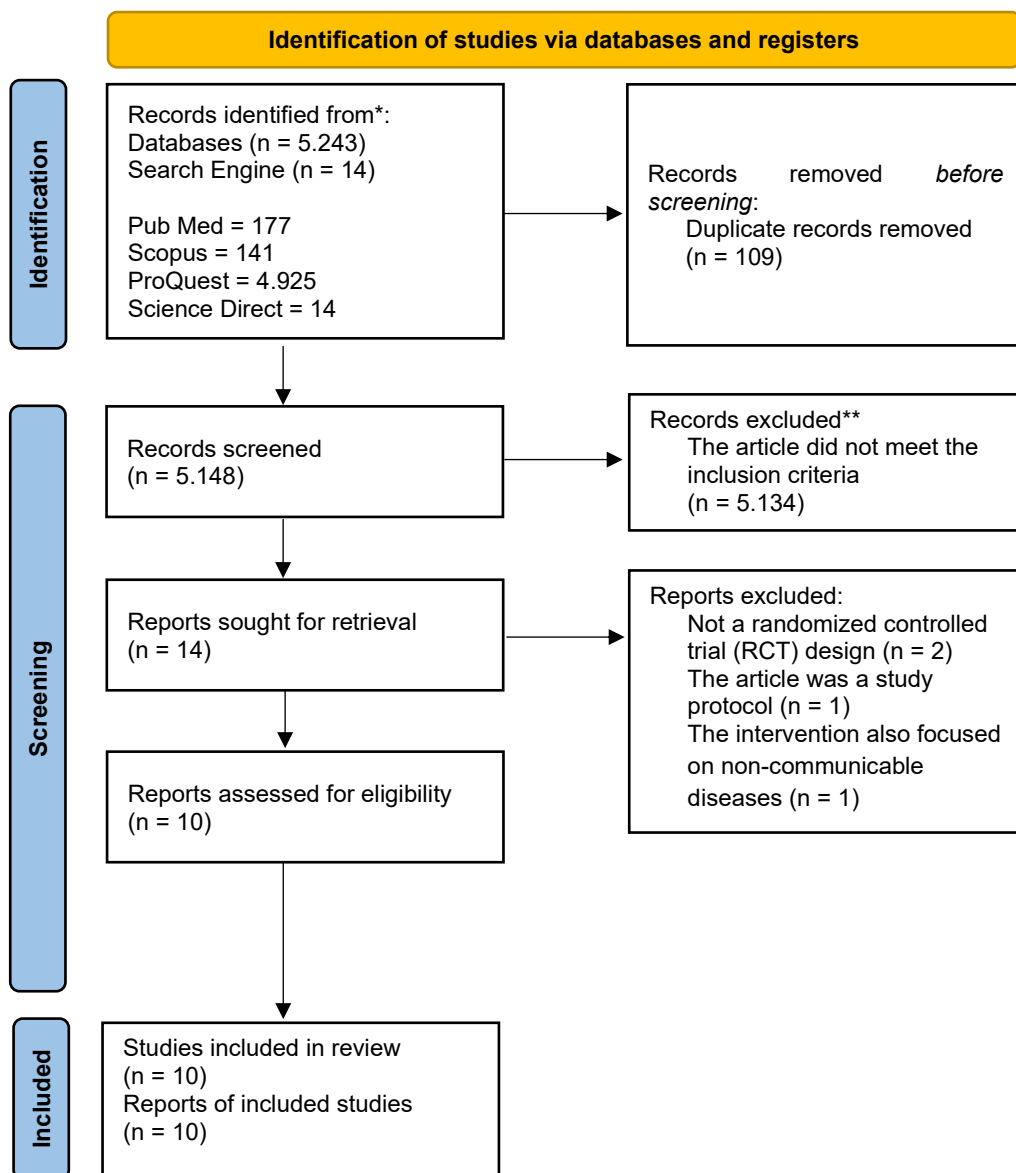 Identification of studies via databases and registers
Identification
Records identified from*:
Databases (n = 5.243)
Search Engine (n = 14)
Pub Med = 177
Scopus = 141
ProQuest = 4.925
Science Direct = 14
Records removed before
screening:
Duplicate records removed
(n = 109)
Screening
Records screened
(n = 5.148)
Records excluded**
The article did not meet the
inclusion criteria
(n = 5.134)
Reports sought for retrieval
(n = 14)
Reports excluded:
Not a randomized controlled
trial (RCT) design (n = 2)
The article was a study
protocol (n = 1)
The intervention also focused
on non-communicable
diseases (n = 1)
Reports assessed for eligibility
(n = 10)
Included
Studies included in review
(n = 10)
Reports of included studies
(n = 10)